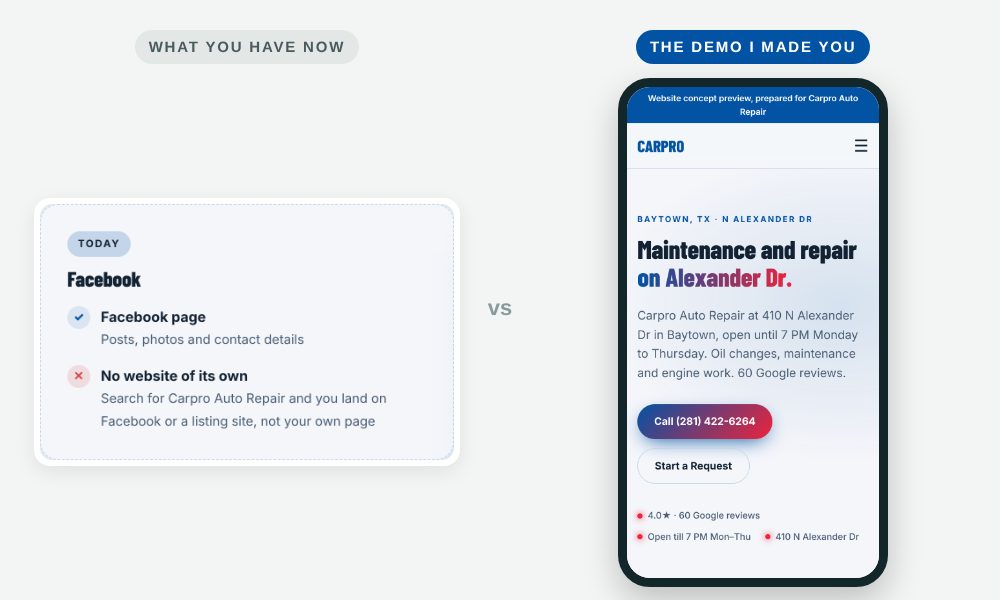 WHAT YOU HAVE NOW
TODAY
Facebook
Facebook page
Posts, photos and contact details
No website of its own
Search for Carpro Auto Repair and you land on
Facebook or a listing site, not your own page
vs
THE DEMO I MADE YOU
Website concept preview, prepared for Carpro Auto
Repair
CARPRO
BAYTOWN, TX · N ALEXANDER DR
Maintenance and repair
on Alexander Dr.
Carpro Auto Repair at 410 N Alexander
Dr in Baytown, open until 7 PM Monday
to Thursday. Oil changes, maintenance
and engine work. 60 Google reviews.
Call (281) 422-6264
Start a Request
4.0★ · 60 Google reviews
Open till 7 PM Mon–Thu
410 N Alexander Dr